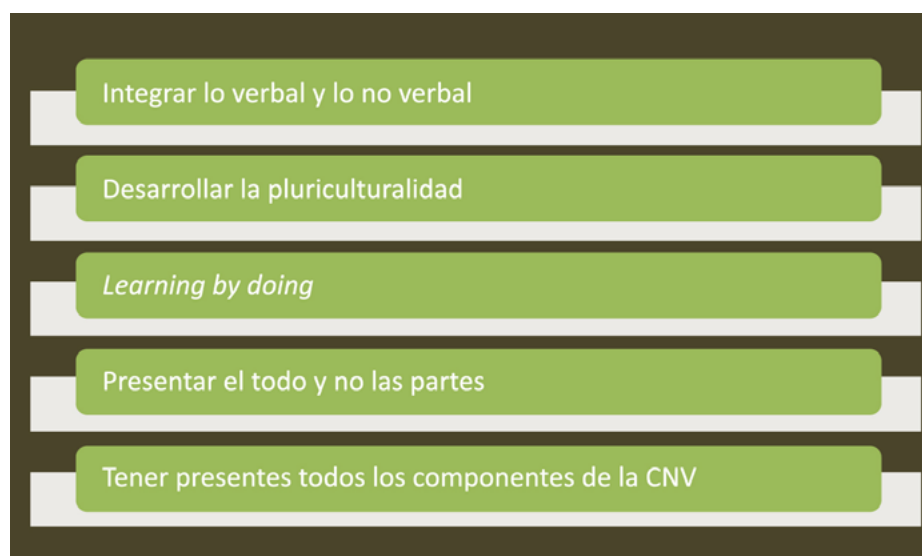 Integrar lo verbal y lo no verbal
Desarrollar la pluriculturalidad
Learning by doing
Presentar el todo y no las partes
Tener presentes todos los componentes de la CNV